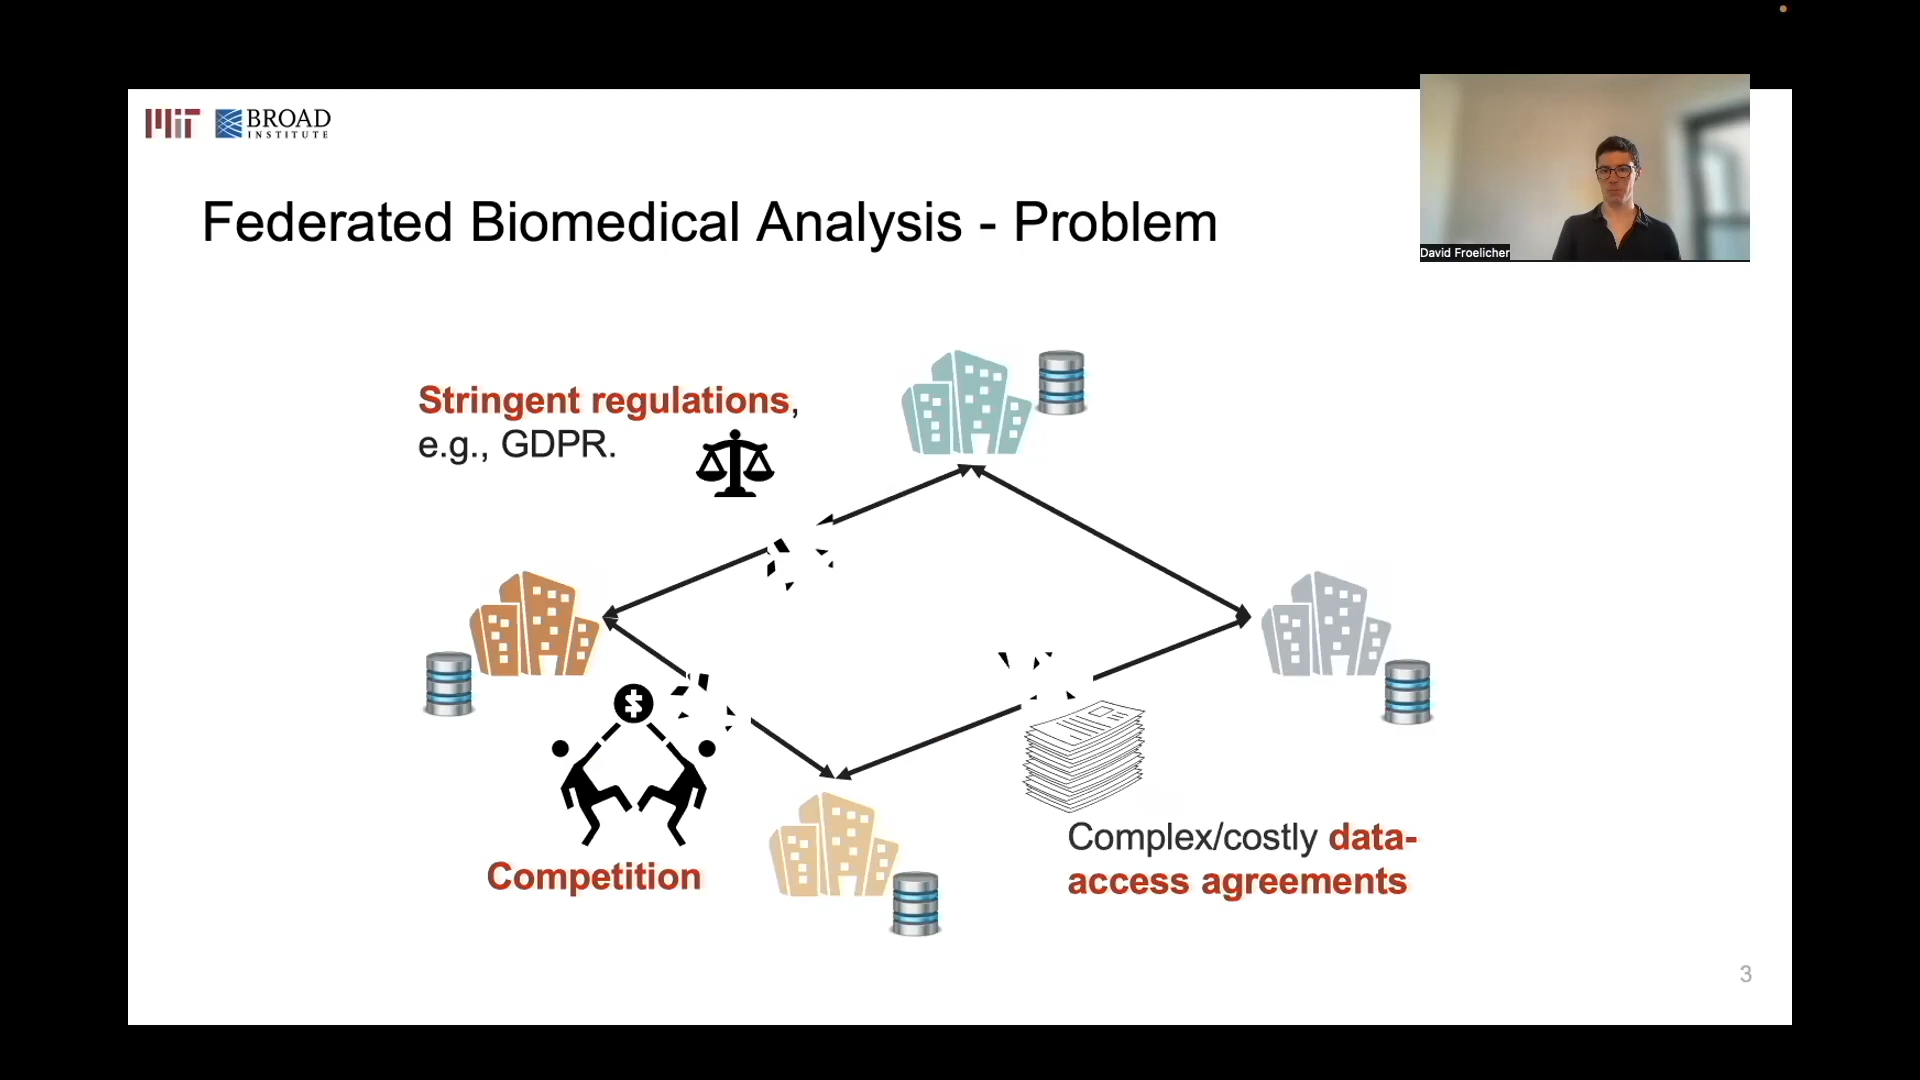 MIT BROAD
INSTITUTE
David Froelicher
Federated Biomedical Analysis - Problem
Stringent regulations,
e.g., GDPR.
$
Competition
Complex/costly data-
access agreements
3